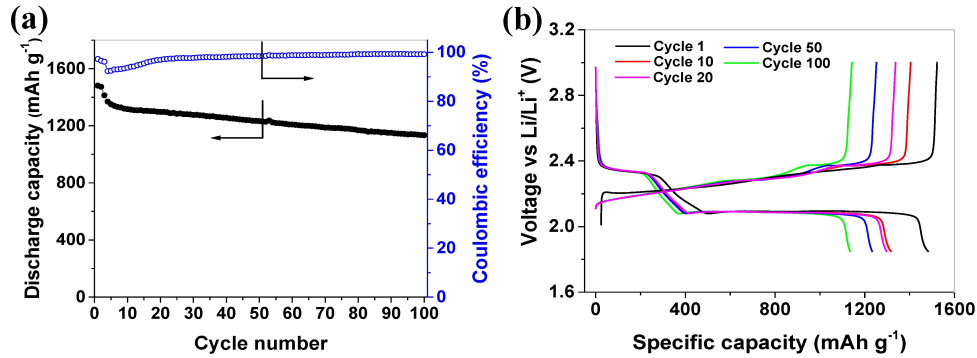 (a)
Discharge capacity (mAh g⁻¹)
1600
1200
800
400
0
0 10 20 30 40 50 60 70 80 90 100
Cycle number
100
80
60
40
20
0
Coulombic efficiency (%)
(b)
Voltage vs Li/Li⁺ (V)
3.2
2.8
2.4
2.0
1.6
Cycle 1
Cycle 10
Cycle 20
Cycle 50
Cycle 100
0 400 800 1200 1600
Specific capacity (mAh g⁻¹)